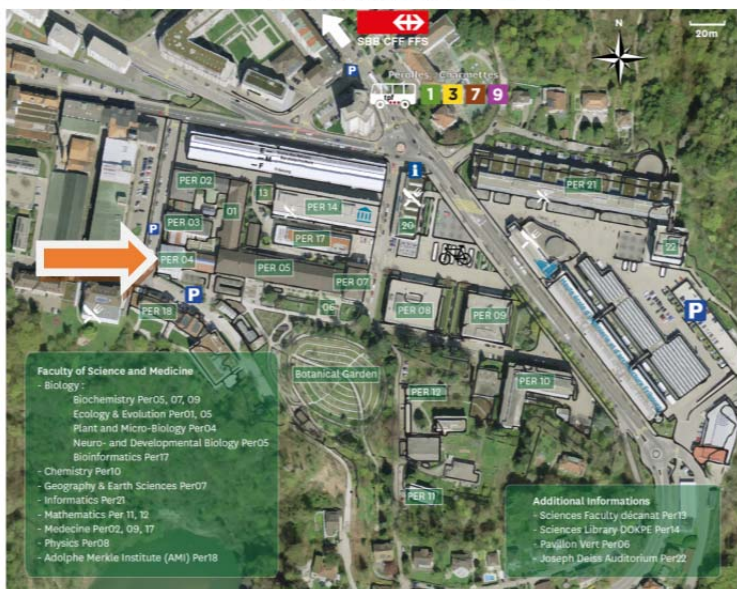 SBB CFF FFS
N
20m
P
Pérolles Charmettes
1 3 7 9
i
PER 02
01
13
PER 14
PER 21
PER 03
P
PER 17
20
PER 04
PER 05
PER 07
P
P
PER 18
06
PER 08
PER 09
Botanical Garden
PER 12
PER 10
PER 11
Faculty of Science and Medicine
- Biology :
Biochemistry Per05, 07, 09
Ecology & Evolution Per01, 05
Plant and Micro-Biology Per04
Neuro- and Developmental Biology Per05
Bioinformatics Per17
- Chemistry Per10
- Geography & Earth Sciences Per07
- Informatics Per21
- Mathematics Per 11, 12
- Medecine Per02, 09, 17
- Physics Per08
- Adolphe Merkle Institute (AMI) Per18
Additional Informations
- Sciences Faculty décanat Per13
- Sciences Library DOKPE Per14
- Pavillon Vert Per06
- Joseph Deiss Auditorium Per22